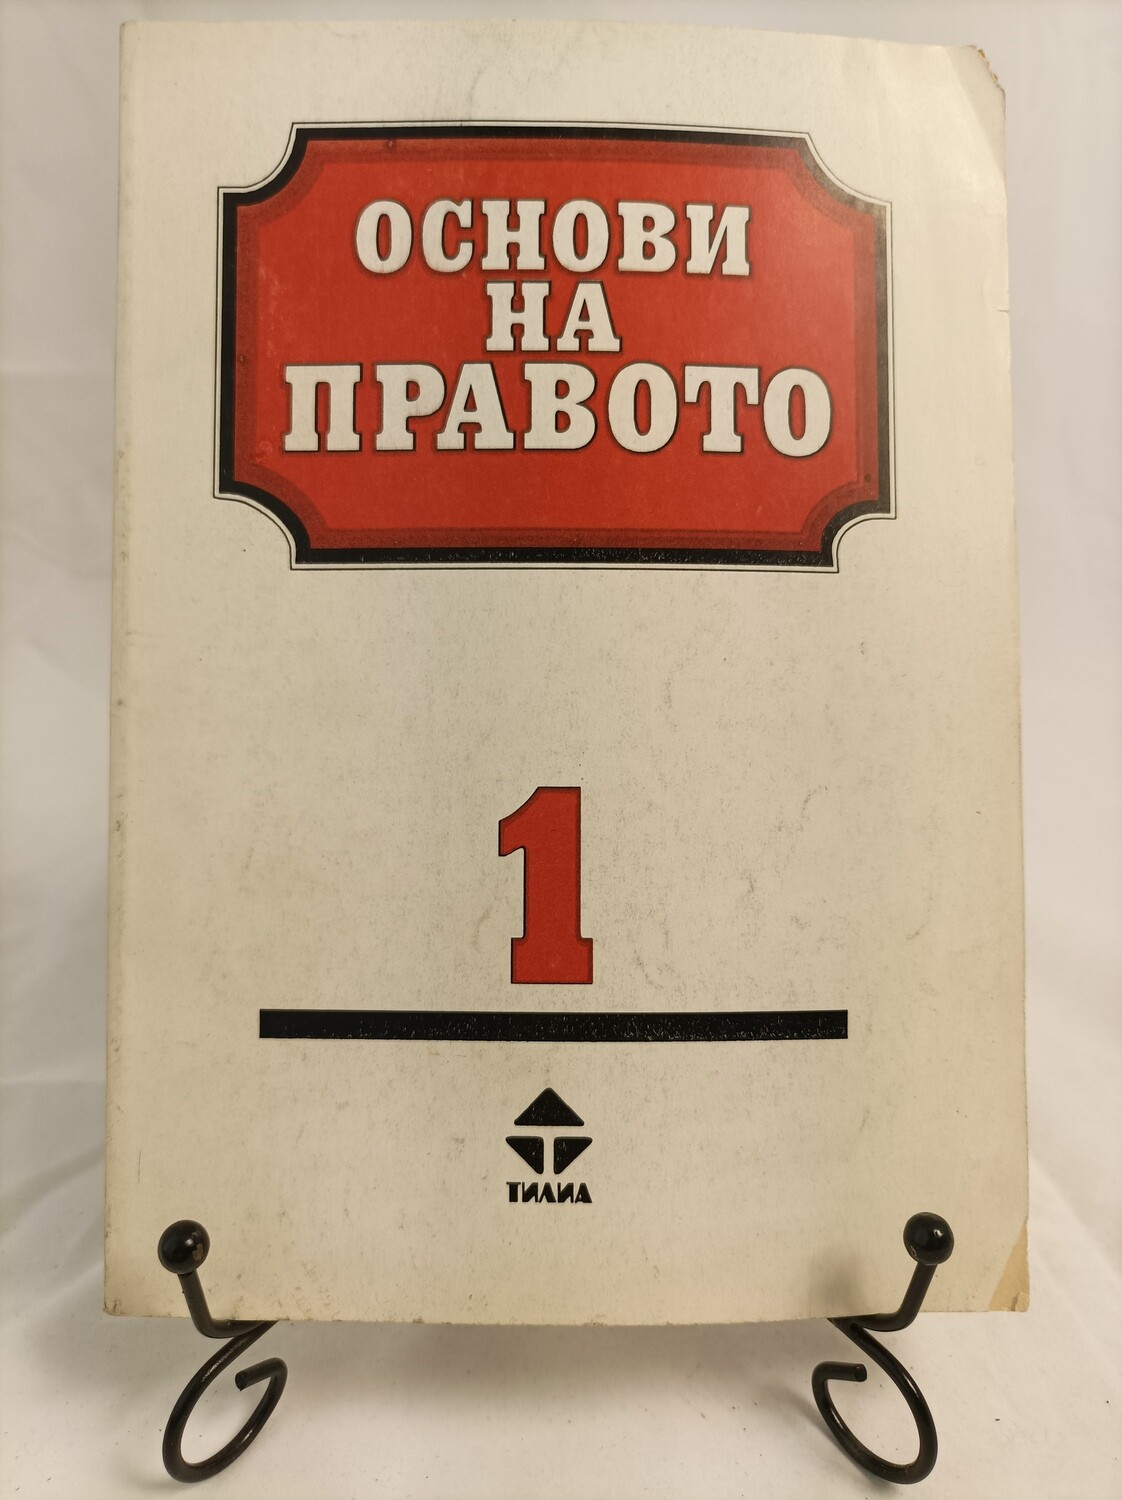 ОСНОВИ
НА
ПРАВОТО
1
ТИЛИА